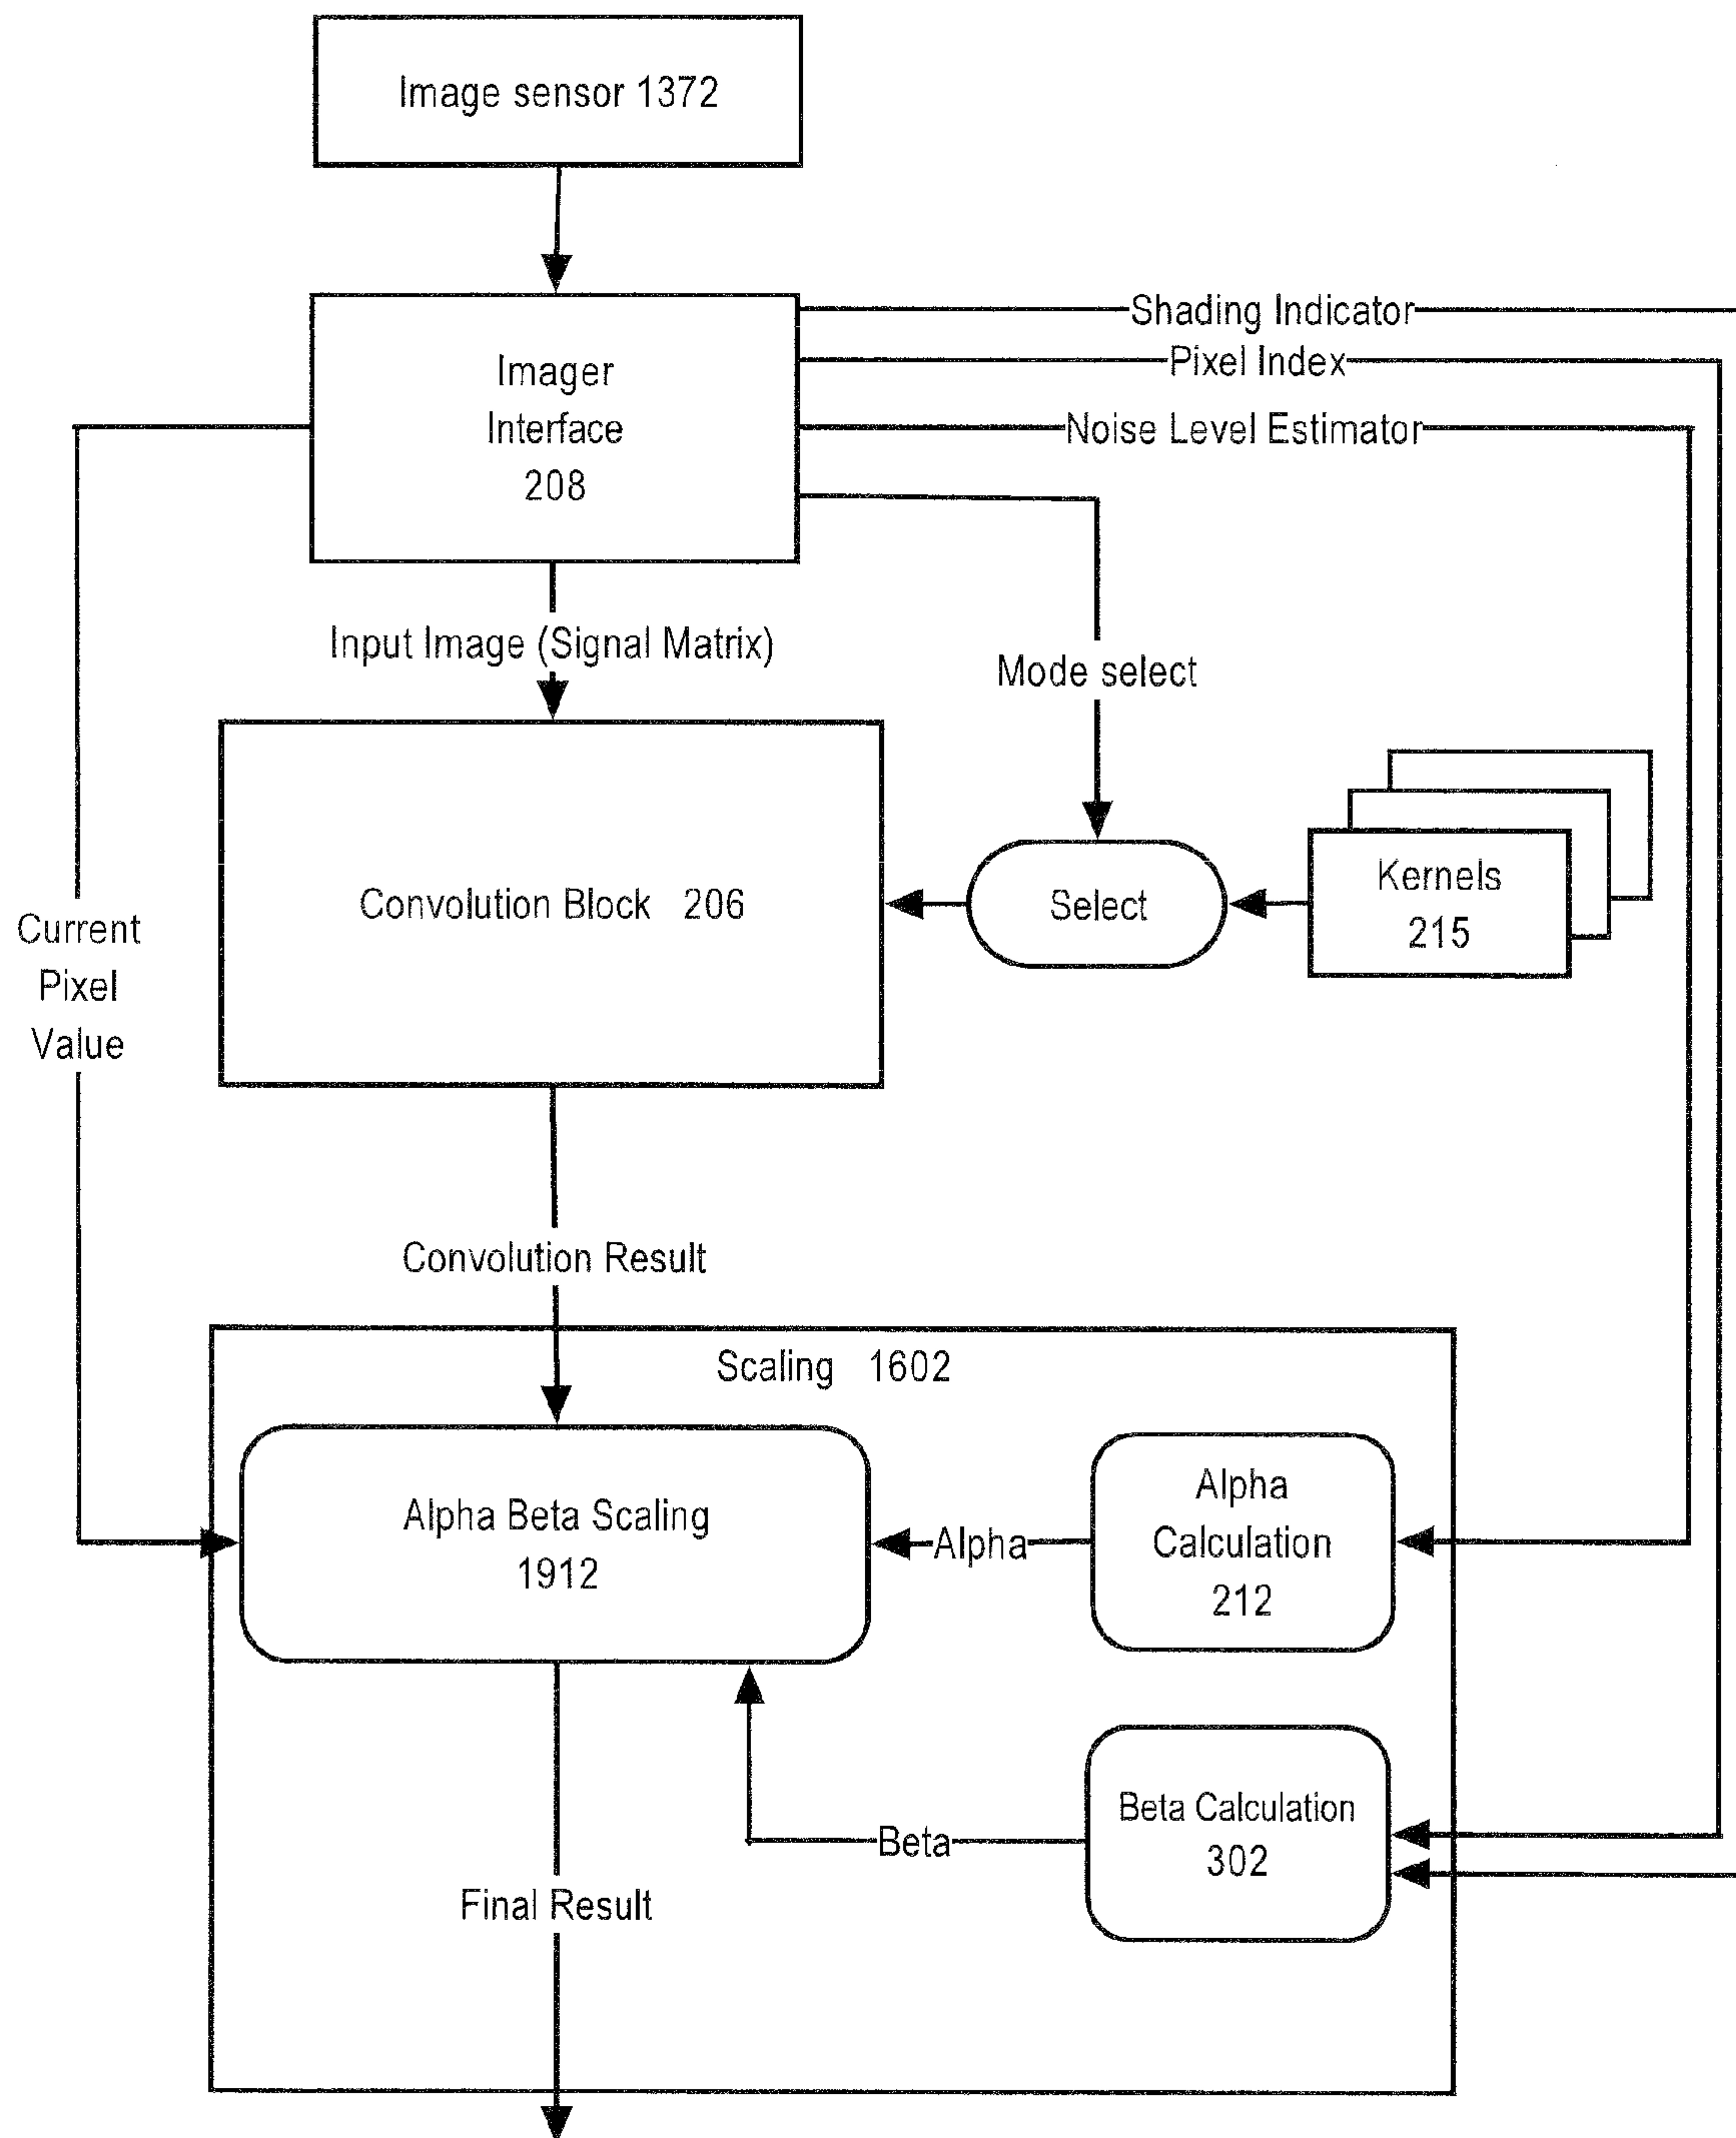 Image sensor 1372
Shading Indicator
Pixel Index
Noise Level Estimator
Imager
Interface
208
Input Image (Signal Matrix)
Mode select
Convolution Block 206
Select
Kernels
215
Current
Pixel
Value
Convolution Result
Scaling 1602
Alpha Beta Scaling
1912
Alpha
Alpha
Calculation
212
Beta
Beta Calculation
302
Final Result